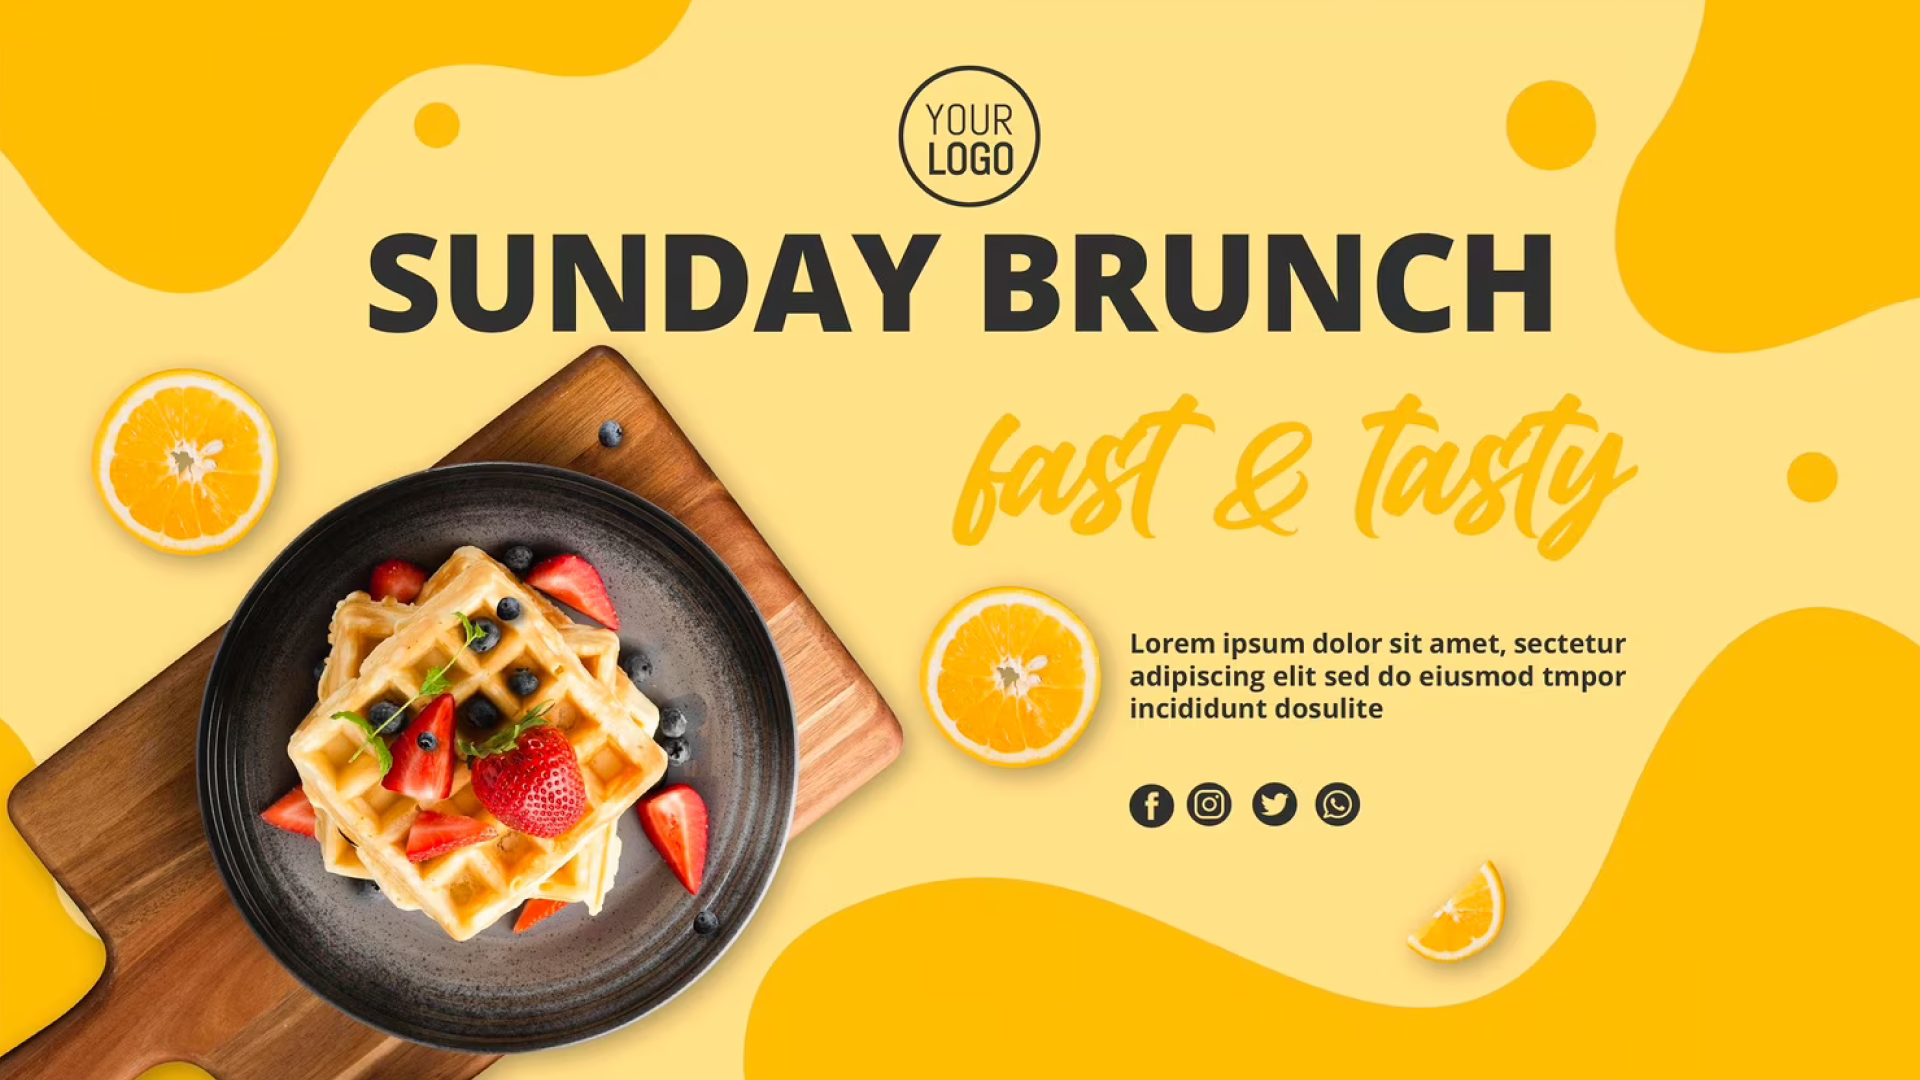 YOUR
LOGO
SUNDAY BRUNCH
fast & tasty
Lorem ipsum dolor sit amet, sectetur
adipiscing elit sed do eiusmod tmpor
incididunt dosulite